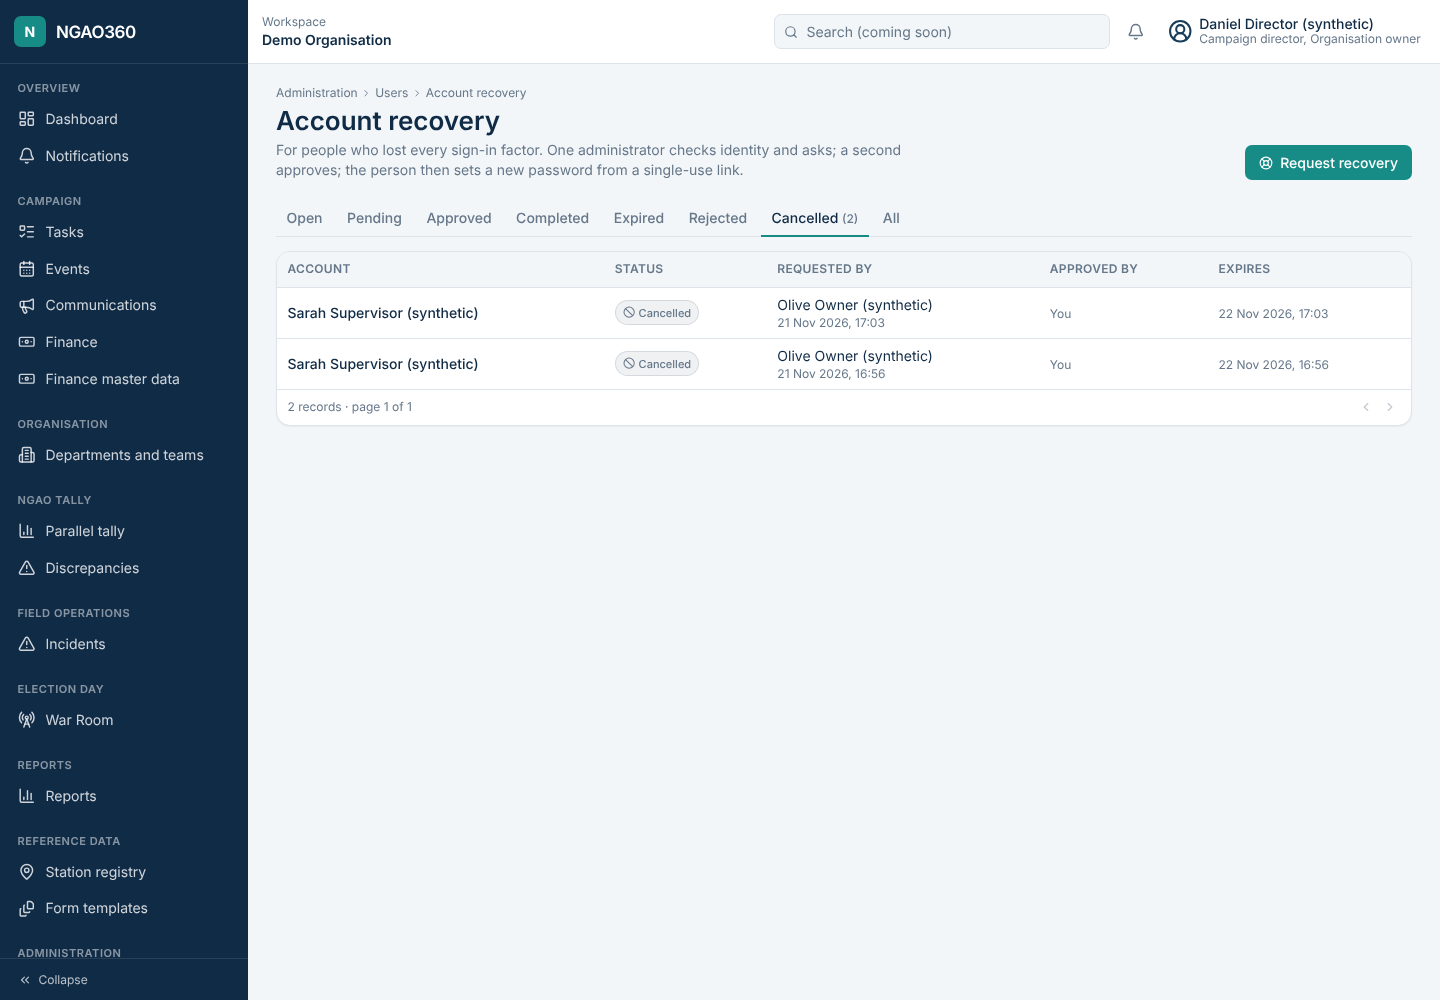 N NGAO360
OVERVIEW
Dashboard
Notifications
CAMPAIGN
Tasks
Events
Communications
Finance
Finance master data
ORGANISATION
Departments and teams
NGAO TALLY
Parallel tally
Discrepancies
FIELD OPERATIONS
Incidents
ELECTION DAY
War Room
REPORTS
Reports
REFERENCE DATA
Station registry
Form templates
ADMINISTRATION
Collapse
Workspace
Demo Organisation
Search (coming soon)
Daniel Director (synthetic)
Campaign director, Organisation owner
Administration › Users › Account recovery
Account recovery
For people who lost every sign-in factor. One administrator checks identity and asks; a second
approves; the person then sets a new password from a single-use link.
Request recovery
Open Pending Approved Completed Expired Rejected Cancelled (2) All
ACCOUNT STATUS REQUESTED BY APPROVED BY EXPIRES
Sarah Supervisor (synthetic) Cancelled Olive Owner (synthetic) You 22 Nov 2026, 17:03
21 Nov 2026, 17:03
Sarah Supervisor (synthetic) Cancelled Olive Owner (synthetic) You 22 Nov 2026, 16:56
21 Nov 2026, 16:56
2 records · page 1 of 1